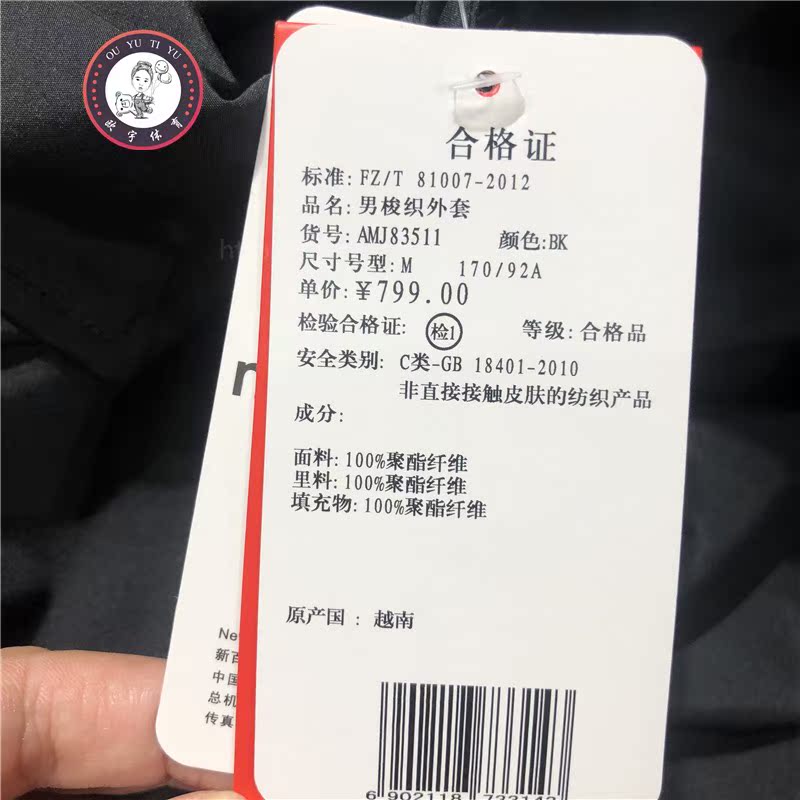 OU YU TI YU
欧宇体育
合格证
标准: FZ/T 81007-2012
品名: 男梭织外套
货号: AMJ83511 颜色:BK
尺寸号型: M 170/92A
单价: ¥799.00
检验合格证: 检1 等级: 合格品
安全类别: C类-GB 18401-2010
非直接接触皮肤的纺织产品
成分:
面料: 100%聚酯纤维
里料: 100%聚酯纤维
填充物: 100%聚酯纤维
原产国 : 越南
Ne
新百
中国
总机
传真